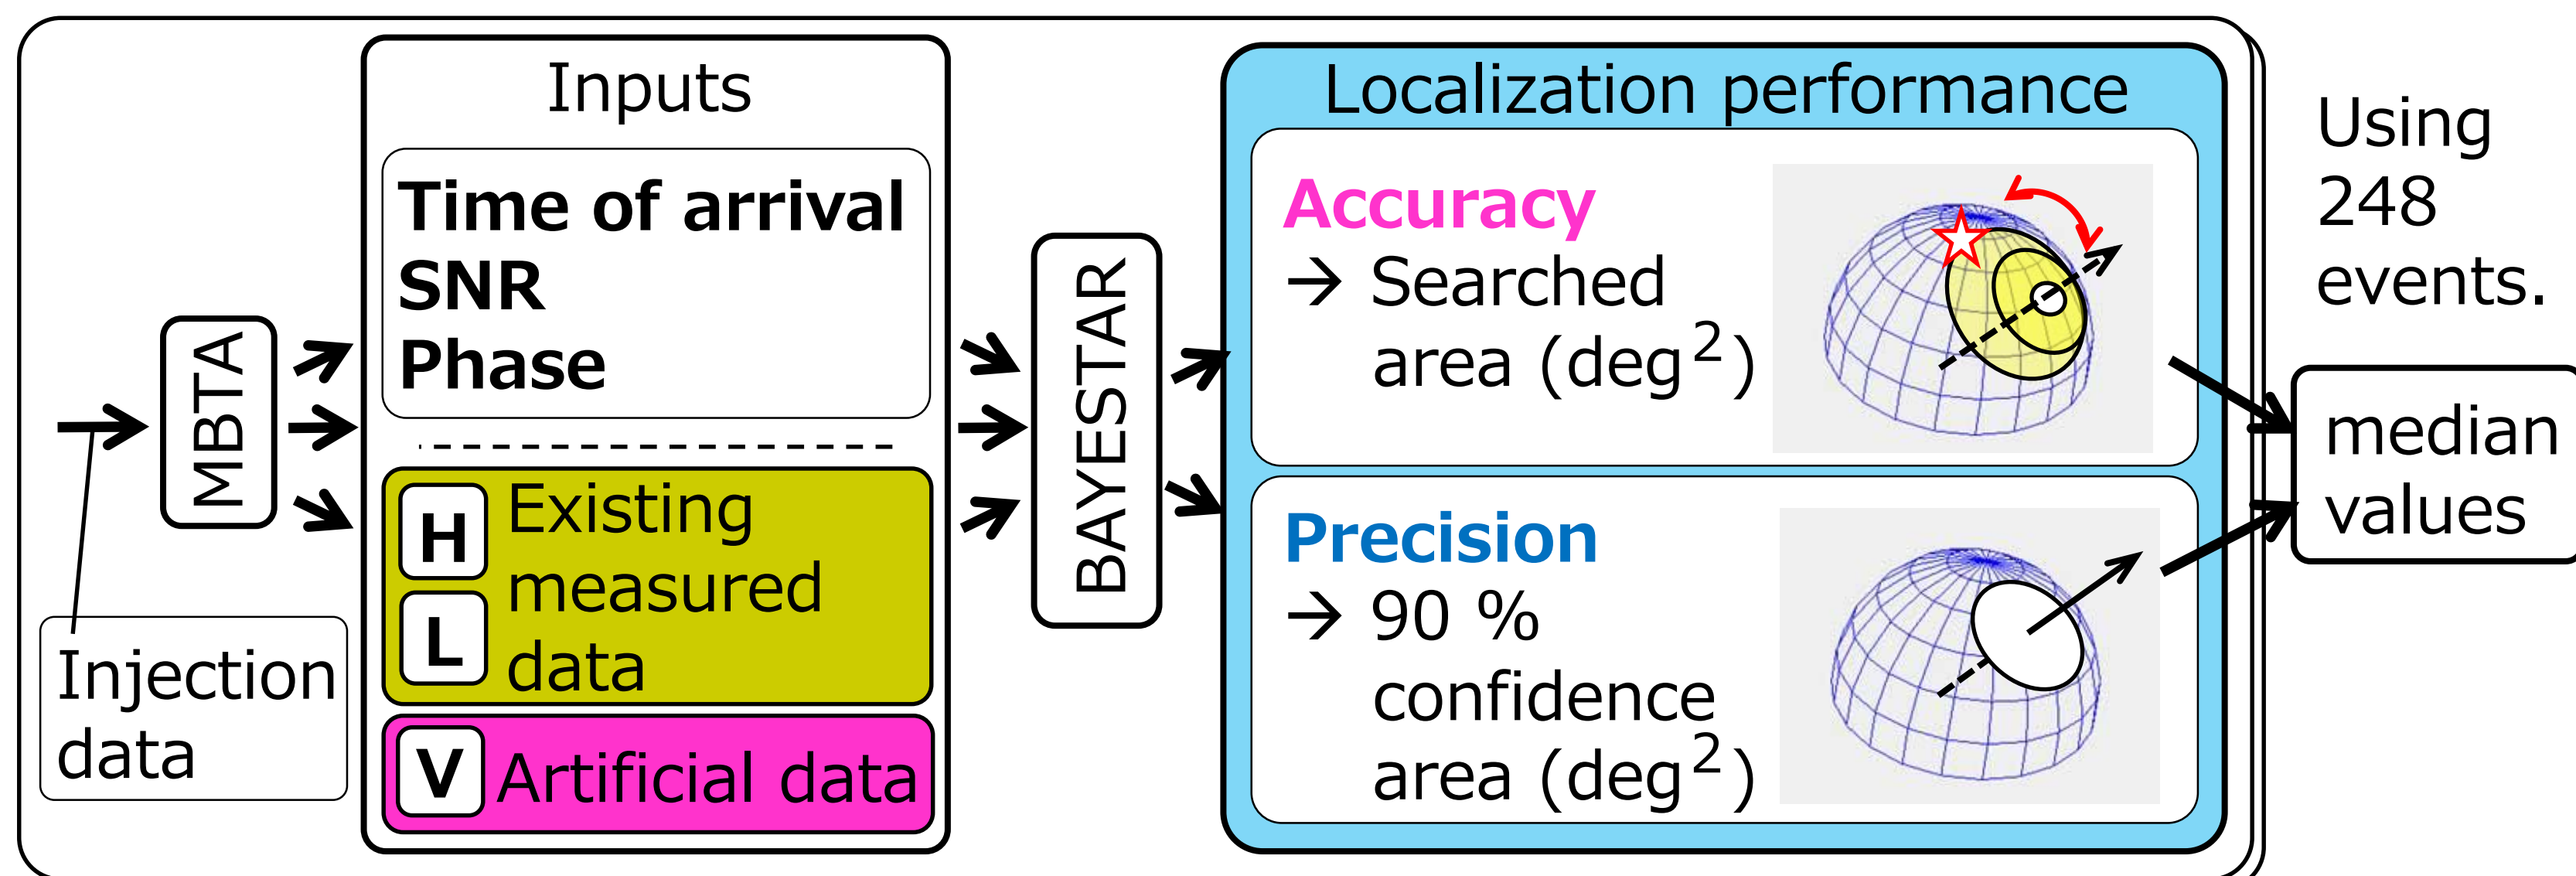 Injection
data
MBTA
Inputs
Time of arrival
SNR
Phase
H
L
Existing
measured
data
V
Artificial data
BAYESTAR
Localization performance
Accuracy
→ Searched
area (deg²)
Precision
→ 90 %
confidence
area (deg²)
Using
248
events.
median
values